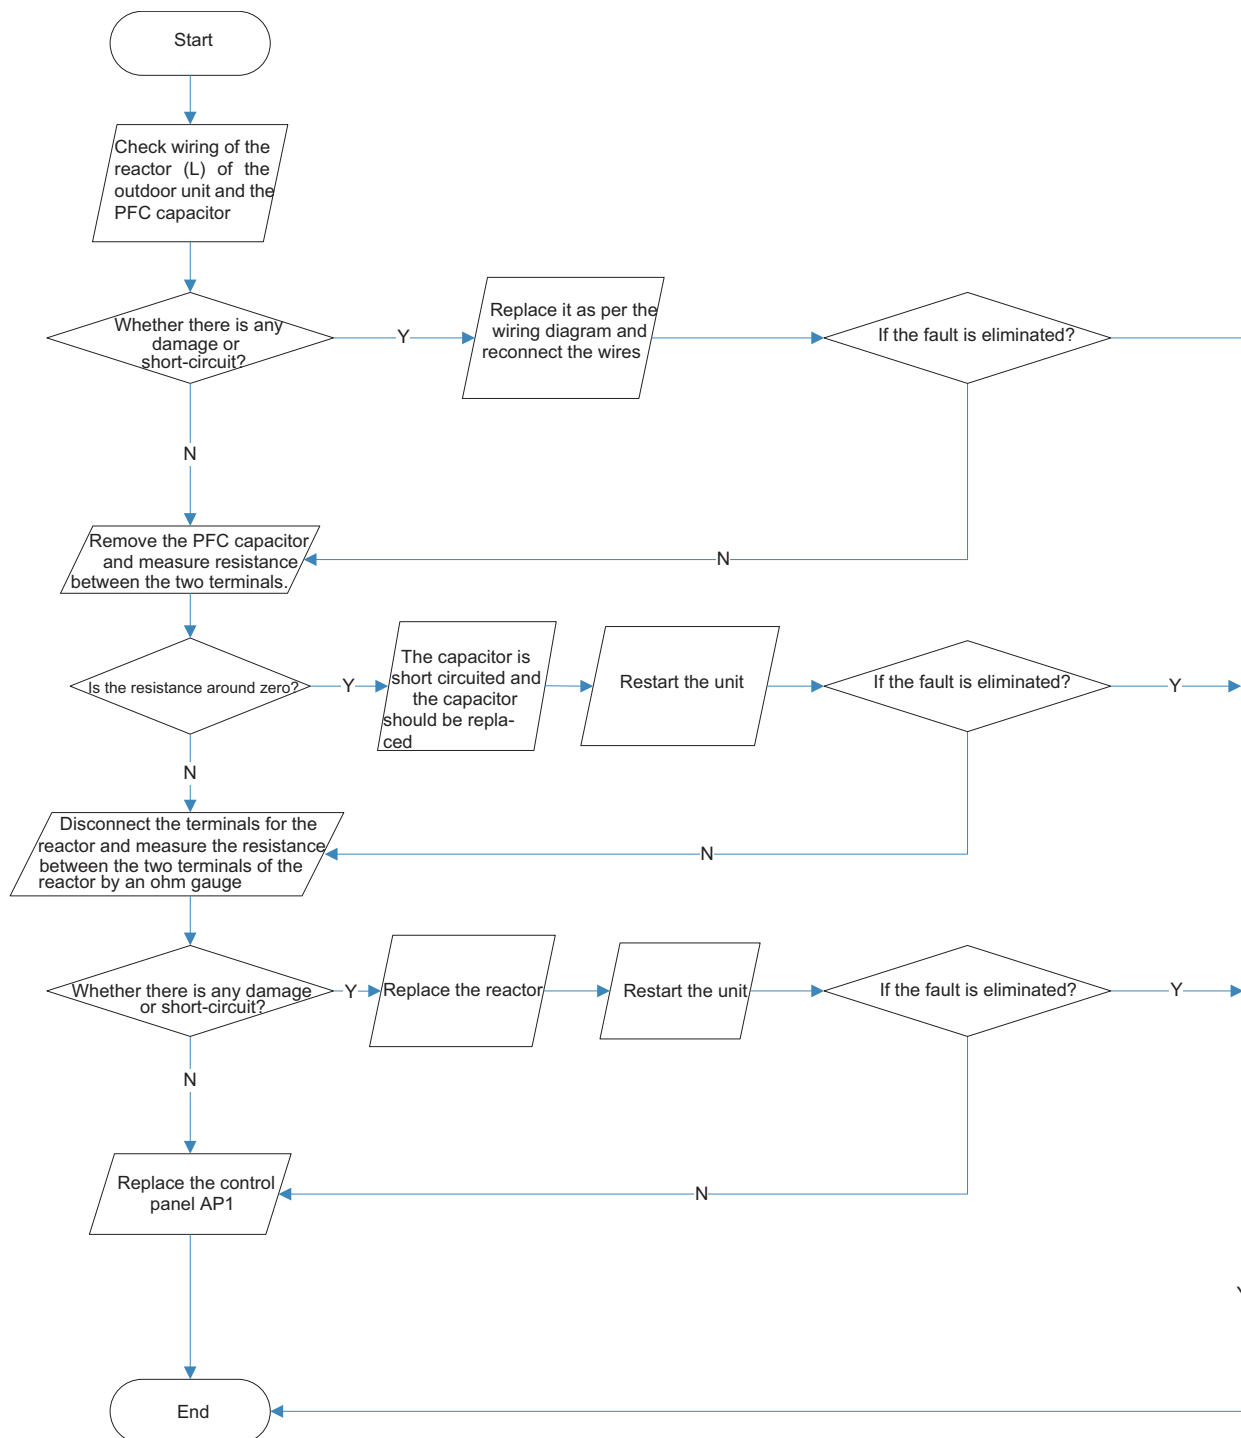 Start
Check wiring of the
reactor (L) of the
outdoor unit and the
PFC capacitor
Whether there is any
damage or
short-circuit?
Y
Replace it as per the
wiring diagram and
reconnect the wires
If the fault is eliminated?
N
Remove the PFC capacitor
and measure resistance
between the two terminals.
N
Is the resistance around zero?
Y
The capacitor is
short circuited and
the capacitor
should be repla-
ced
Restart the unit
If the fault is eliminated?
Y
N
Disconnect the terminals for the
reactor and measure the resistance
between the two terminals of the
reactor by an ohm gauge
N
Whether there is any damage
or short-circuit?
Y
Replace the reactor
Restart the unit
If the fault is eliminated?
Y
N
Replace the control
panel AP1
N
End